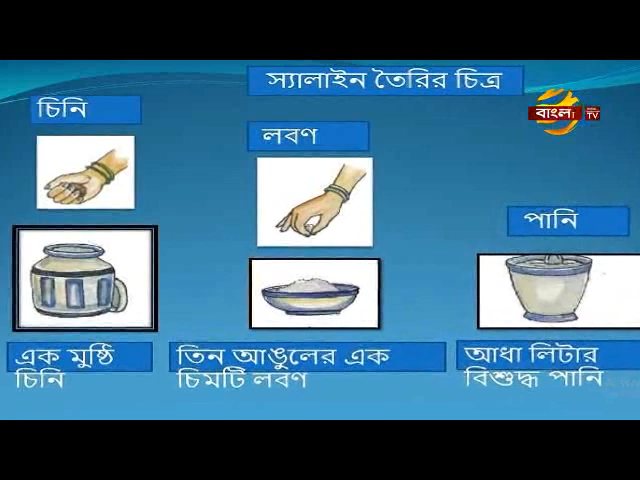 স্যালাইন তৈরির চিত্র
চিনি
লবণ
পানি
বাংলা
TV
এক মুষ্ঠি
চিনি
তিন আঙুলের এক
চিমটি লবণ
আধা লিটার
বিশুদ্ধ পানি